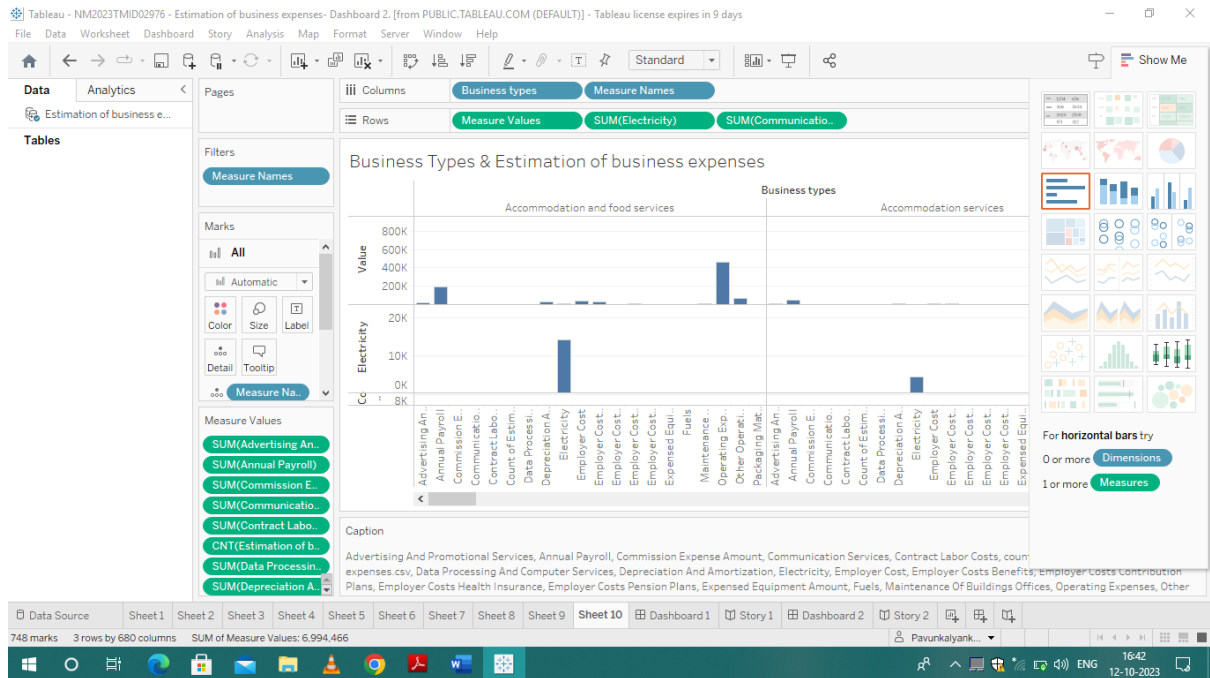 Tableau - NM2023TMID02976 - Estimation of business expenses- Dashboard 2. [from PUBLIC.TABLEAU.COM (DEFAULT)] - Tableau license expires in 9 days
File Data Worksheet Dashboard Story Analysis Map Format Server Window Help
Standard
Show Me
Data Analytics
Estimation of business e...
Tables
Pages
Filters
Measure Names
Marks
All
Automatic
Color Size Label
Detail Tooltip
Measure Na..
Measure Values
SUM(Advertising An..
SUM(Annual Payroll)
SUM(Commission E..
SUM(Communicatio..
SUM(Contract Labo..
CNT(Estimation of b..
SUM(Data Processin..
SUM(Depreciation A..
iii Columns Business types Measure Names
Rows Measure Values SUM(Electricity) SUM(Communicatio..
Business Types & Estimation of business expenses
Business types
Accommodation and food services Accommodation services
Value
800K
600K
400K
200K
Electricity
20K
10K
0K
Co
8K
Advertising An..
Annual Payroll
Commission E..
Communicatio..
Contract Labo..
Count of Estim..
Data Processi..
Depreciation A..
Electricity
Employer Cost
Employer Cost..
Employer Cost..
Employer Cost..
Expensed Equi..
Fuels
Maintenance ..
Operating Exp..
Other Operati..
Packaging Mat..
Advertising An..
Annual Payroll
Commission E..
Communicatio..
Contract Labo..
Count of Estim..
Data Processi..
Depreciation A..
Electricity
Employer Cost
Employer Cost..
Employer Cost..
Employer Cost..
Expensed Equi..
Caption
Advertising And Promotional Services, Annual Payroll, Commission Expense Amount, Communication Services, Contract Labor Costs, coun
expenses.csv, Data Processing And Computer Services, Depreciation And Amortization, Electricity, Employer Cost, Employer Costs Benefits, Employer Costs Contribution
Plans, Employer Costs Health Insurance, Employer Costs Pension Plans, Expensed Equipment Amount, Fuels, Maintenance Of Buildings Offices, Operating Expenses, Other
For horizontal bars try
0 or more Dimensions
1 or more Measures
Data Source Sheet 1 Sheet 2 Sheet 3 Sheet 4 Sheet 5 Sheet 6 Sheet 7 Sheet 8 Sheet 9 Sheet 10 Dashboard 1 Story 1 Dashboard 2 Story 2
748 marks 3 rows by 680 columns SUM of Measure Values: 6,994,466
Pavunkalyank...
ENG
16:42
12-10-2023